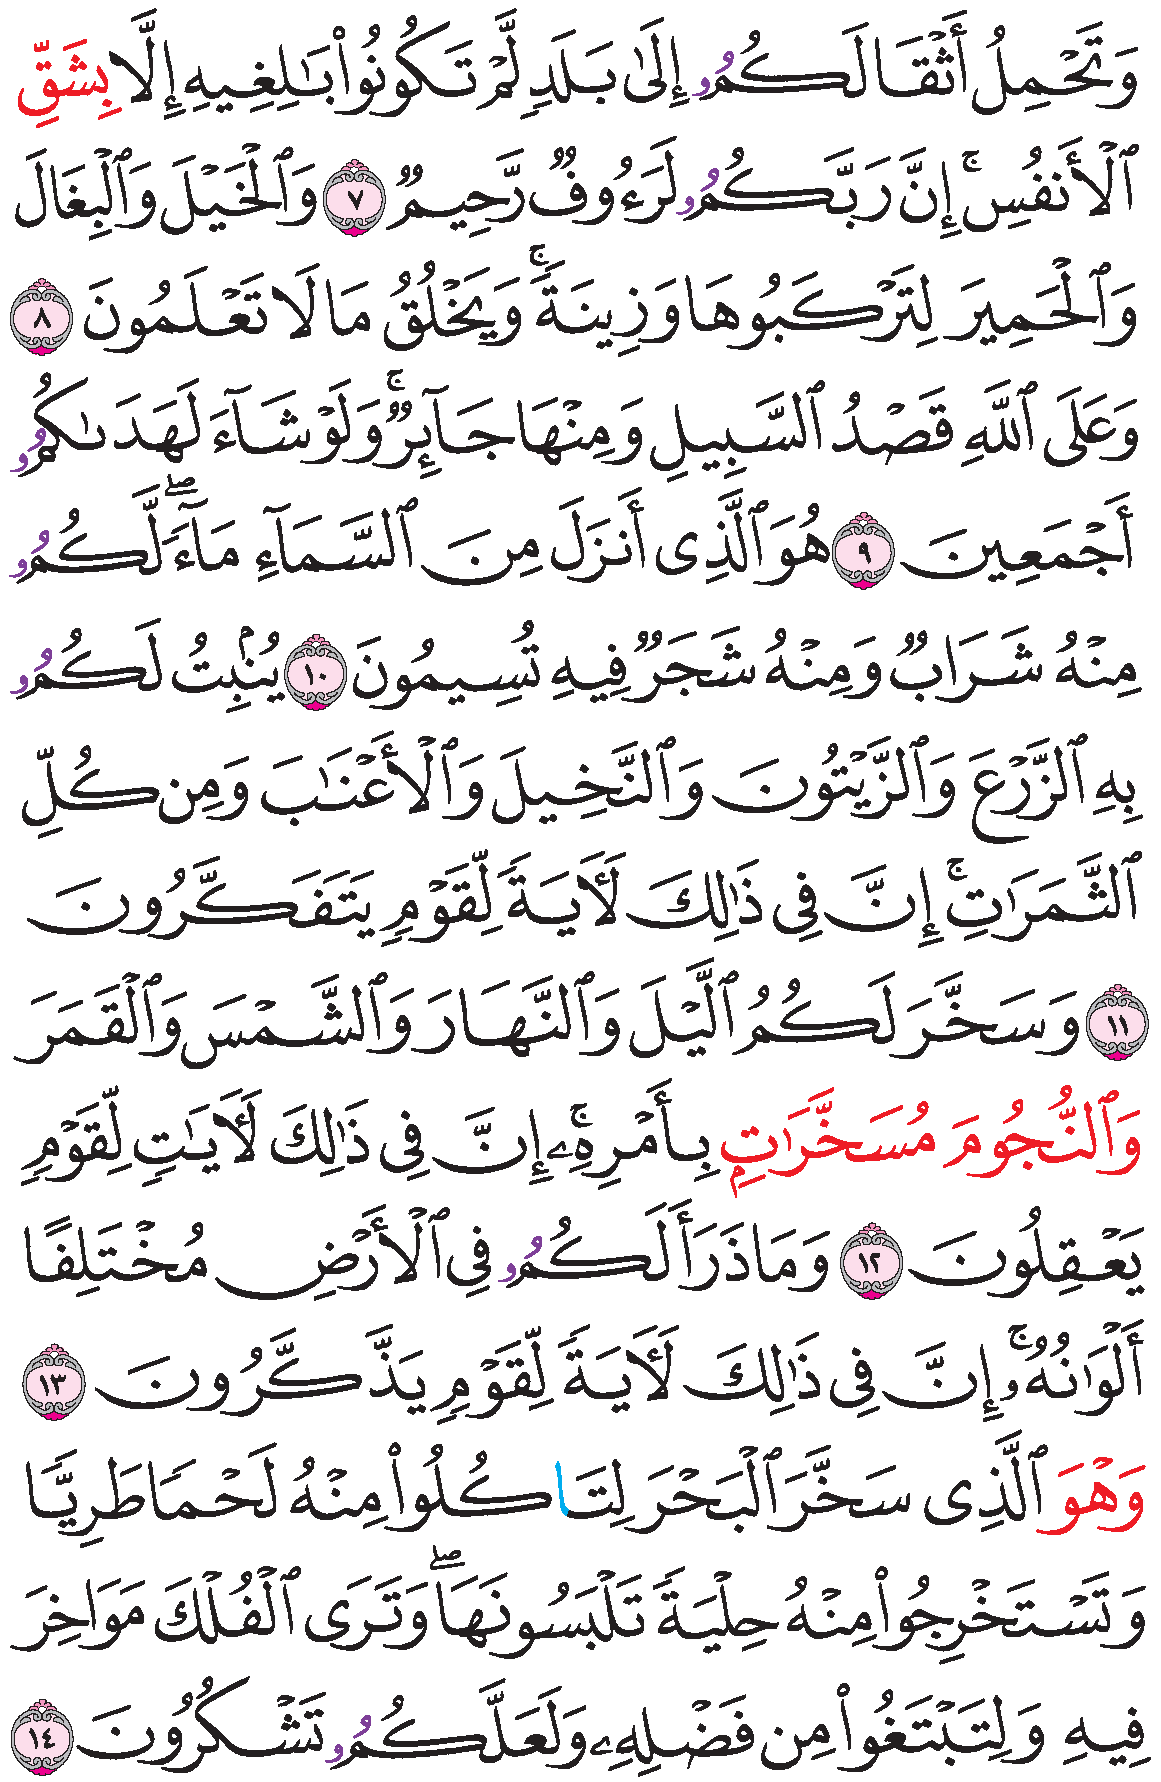 وَتَحۡمِلُ أَثۡقَالَكُمُۥ إِلَىٰ بَلَدٖ لَّمۡ تَكُونُواْ بَٰلِغِيهِ إِلَّا بِشَقِّ
ٱلۡأَنفُسِۚ إِنَّ رَبَّكُمُۥ لَرَءُوفٞ رَّحِيمٞ ٧ وَٱلۡخَيۡلَ وَٱلۡبِغَالَ
وَٱلۡحَمِيرَ لِتَرۡكَبُوهَا وَزِينَةٗۚ وَيَخۡلُقُ مَا لَا تَعۡلَمُونَ ٨
وَعَلَى ٱللَّهِ قَصۡدُ ٱلسَّبِيلِ وَمِنۡهَا جَآئِرٞۚ وَلَوۡ شَآءَ لَهَدَىٰكُمُۥ
أَجۡمَعِينَ ٩ هُوَ ٱلَّذِي أَنزَلَ مِنَ ٱلسَّمَآءِ مَآءٗۖ لَّكُمُۥ
مِنۡهُ شَرَابٞ وَمِنۡهُ شَجَرٞ فِيهِ تُسِيمُونَ ١٠ يُنۢبِتُ لَكُمُۥ
بِهِ ٱلزَّرۡعَ وَٱلزَّيۡتُونَ وَٱلنَّخِيلَ وَٱلۡأَعۡنَٰبَ وَمِن كُلِّ
ٱلثَّمَرَٰتِۚ إِنَّ فِي ذَٰلِكَ لَأٓيَةٗ لِّقَوۡمٖ يَتَفَكَّرُونَ
١١ وَسَخَّرَ لَكُمُ ٱلَّيۡلَ وَٱلنَّهَارَ وَٱلشَّمۡسَ وَٱلۡقَمَرَ
وَٱلنُّجُومَ مُسَخَّرَٰتِۭ بِأَمۡرِهِۦٓۚ إِنَّ فِي ذَٰلِكَ لَأٓيَٰتٖ لِّقَوۡمٖ
يَعۡقِلُونَ ١٢ وَمَا ذَرَأَ لَكُمُۥ فِي ٱلۡأَرۡضِ مُخۡتَلِفًا
أَلۡوَٰنُهُۥٓۚ إِنَّ فِي ذَٰلِكَ لَأٓيَةٗ لِّقَوۡمٖ يَذَّكَّرُونَ ١٣
وَهۡوَ ٱلَّذِي سَخَّرَ ٱلۡبَحۡرَ لِتَاكُلُواْ مِنۡهُ لَحۡمٗا طَرِيّٗا
وَتَسۡتَخۡرِجُواْ مِنۡهُ حِلۡيَةٗ تَلۡبَسُونَهَاۖ وَتَرَى ٱلۡفُلۡكَ مَوَاخِرَ
فِيهِ وَلِتَبۡتَغُواْ مِن فَضۡلِهِۦ وَلَعَلَّكُمُۥ تَشۡكُرُونَ ١٤